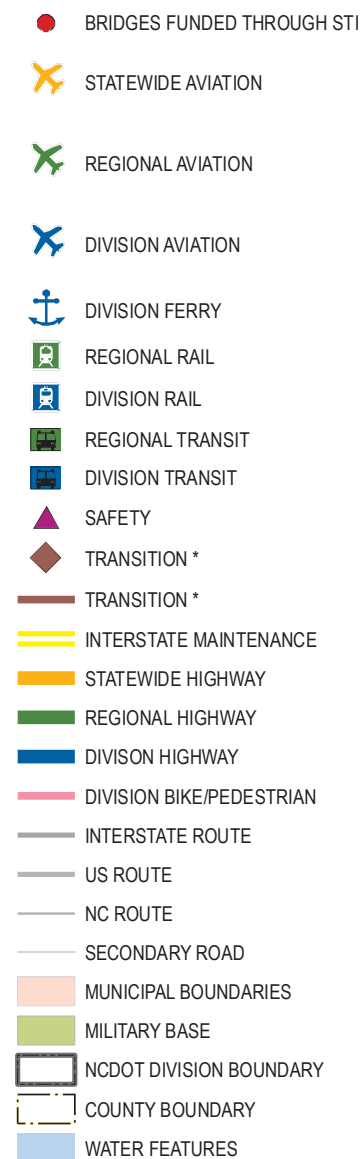 BRIDGES FUNDED THROUGH STI
STATEWIDE AVIATION
REGIONAL AVIATION
DIVISION AVIATION
DIVISION FERRY
REGIONAL RAIL
DIVISION RAIL
REGIONAL TRANSIT
DIVISION TRANSIT
SAFETY
TRANSITION *
TRANSITION *
INTERSTATE MAINTENANCE
STATEWIDE HIGHWAY
REGIONAL HIGHWAY
DIVISON HIGHWAY
DIVISION BIKE/PEDESTRIAN
INTERSTATE ROUTE
US ROUTE
NC ROUTE
SECONDARY ROAD
MUNICIPAL BOUNDARIES
MILITARY BASE
NCDOT DIVISION BOUNDARY
COUNTY BOUNDARY
WATER FEATURES